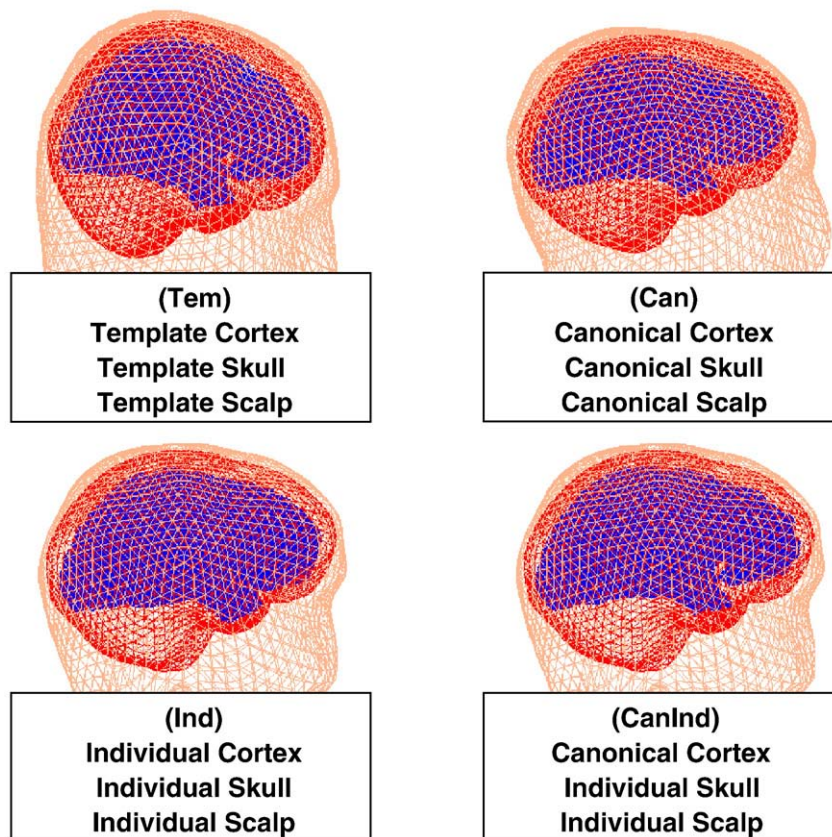 (Tem)
Template Cortex
Template Skull
Template Scalp
(Can)
Canonical Cortex
Canonical Skull
Canonical Scalp
(Ind)
Individual Cortex
Individual Skull
Individual Scalp
(CanInd)
Canonical Cortex
Individual Skull
Individual Scalp